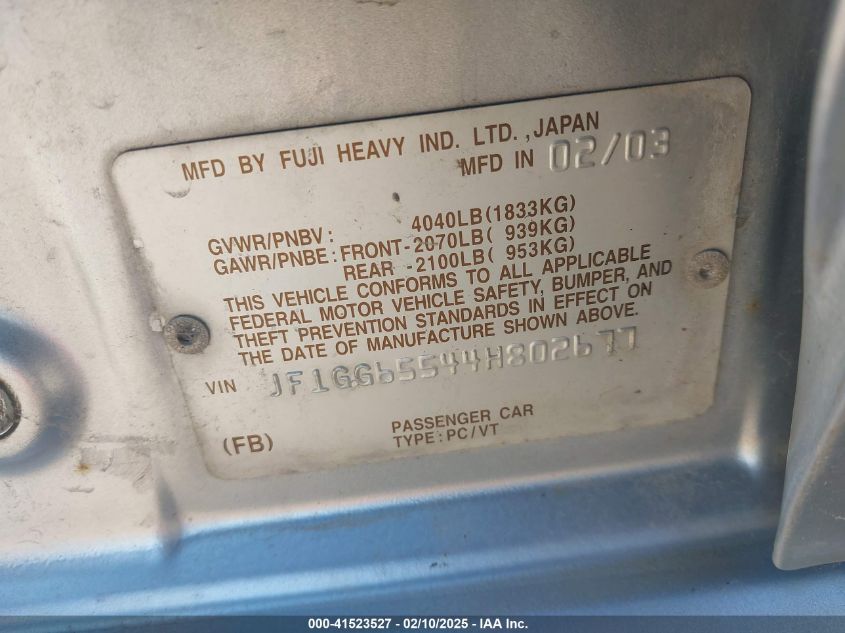 MFD BY FUJI HEAVY IND. LTD., JAPAN
MFD IN 02/03
GVWR/PNBV: 4040LB(1833KG)
GAWR/PNBE: FRONT-2070LB( 939KG)
REAR -2100LB( 953KG)
THIS VEHICLE CONFORMS TO ALL APPLICABLE
FEDERAL MOTOR VEHICLE SAFETY, BUMPER, AND
THEFT PREVENTION STANDARDS IN EFFECT ON
THE DATE OF MANUFACTURE SHOWN ABOVE.
VIN JF1GG65544H802677
(FB)
PASSENGER CAR
TYPE:PC/VT
000-41523527 - 02/10/2025 - IAA Inc.